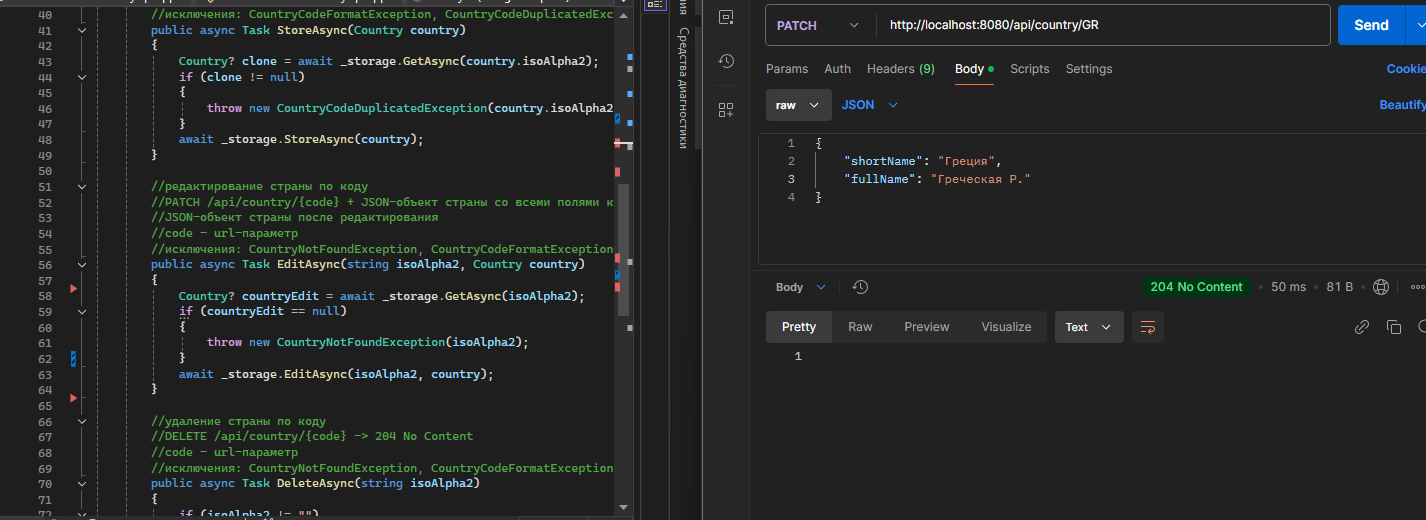 40 //исключения: CountryCodeFormatException, CountryCodeDuplicatedExc
41 public async Task StoreAsync(Country country)
42 {
43 Country? clone = await _storage.GetAsync(country.isoAlpha2);
44 if (clone != null)
45 {
46 throw new CountryCodeDuplicatedException(country.isoAlpha2
47 }
48 await _storage.StoreAsync(country);
49 }
50
51 //редактирование страны по коду
52 //PATCH /api/country/{code} + JSON-объект страны со всеми полями к
53 //JSON-объект страны после редактирования
54 //code - url-параметр
55 //исключения: CountryNotFoundException, CountryCodeFormatException
56 public async Task EditAsync(string isoAlpha2, Country country)
57 {
58 Country? countryEdit = await _storage.GetAsync(isoAlpha2);
59 if (countryEdit == null)
60 {
61 throw new CountryNotFoundException(isoAlpha2);
62 }
63 await _storage.EditAsync(isoAlpha2, country);
64 }
65
66 //удаление страны по коду
67 //DELETE /api/country/{code} -> 204 No Content
68 //code - url-параметр
69 //исключения: CountryNotFoundException, CountryCodeFormatException
70 public async Task DeleteAsync(string isoAlpha2)
71 {
72 if (isoAlpha2 != "")
ия
Средства диагностики
PATCH http://localhost:8080/api/country/GR Send
Params Auth Headers (9) Body Scripts Settings Cookie
raw JSON Beautify
1 {
2 "shortName": "Греция",
3 "fullName": "Греческая Р."
4 }
Body 204 No Content 50 ms 81 B
Pretty Raw Preview Visualize Text
1